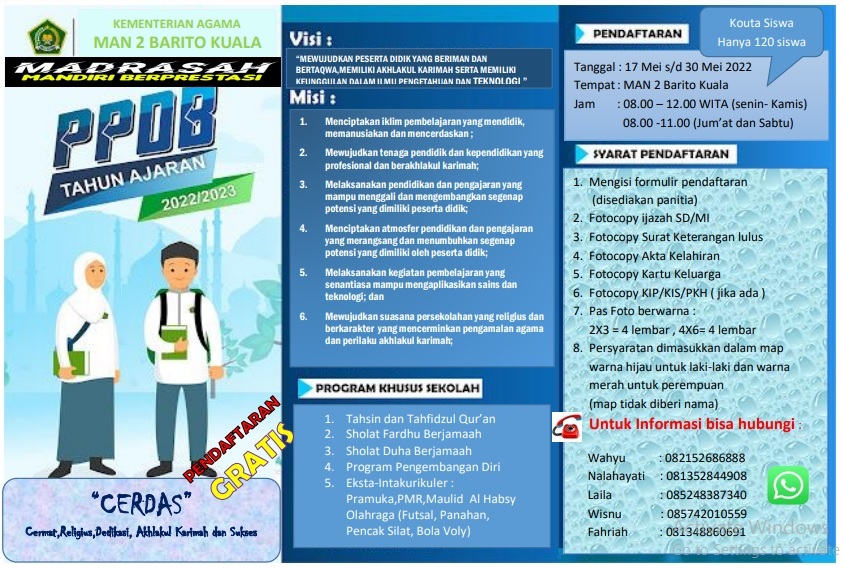 KEMENTERIAN AGAMA
MAN 2 BARITO KUALA
MADRASAH
MANDIRI BERPRESTASI
PPDB
TAHUN AJARAN
2022/2023
PENDAFTARAN
GRATIS
"CERDAS"
Cermat,Religius,Dedikasi, Akhlakul Karimah dan Sukses
Visi :
"MEWUJUDKAN PESERTA DIDIK YANG BERIMAN DAN
BERTAQWA,MEMILIKI AKHLAKUL KARIMAH SERTA MEMILIKI
KEUNGGULAN DALAM ILMU PENGETAHUAN DAN TEKNOLOGI "
Misi :
1. Menciptakan iklim pembelajaran yang mendidik,
memanusiakan dan mencerdaskan ;
2. Mewujudkan tenaga pendidik dan kependidikan yang
profesional dan berakhlakul karimah;
3. Melaksanakan pendidikan dan pengajaran yang
mampu menggali dan mengembangkan segenap
potensi yang dimiliki peserta didik;
4. Menciptakan atmosfer pendidikan dan pengajaran
yang merangsang dan menumbuhkan segenap
potensi yang dimiliki oleh peserta didik;
5. Melaksanakan kegiatan pembelajaran yang
senantiasa mampu mengaplikasikan sains dan
teknologi; dan
6. Mewujudkan suasana persekolahan yang religius dan
berkarakter yang mencerminkan pengamalan agama
dan perilaku akhlakul karimah;
PROGRAM KHUSUS SEKOLAH
1. Tahsin dan Tahfidzul Qur'an
2. Sholat Fardhu Berjamaah
3. Sholat Duha Berjamaah
4. Program Pengembangan Diri
5. Eksta-Intakurikuler :
Pramuka,PMR,Maulid Al Habsy
Olahraga (Futsal, Panahan,
Pencak Silat, Bola Voly)
PENDAFTARAN
Kouta Siswa
Hanya 120 siswa
Tanggal : 17 Mei s/d 30 Mei 2022
Tempat : MAN 2 Barito Kuala
Jam : 08.00 – 12.00 WITA (senin- Kamis)
08.00 -11.00 (Jum'at dan Sabtu)
SYARAT PENDAFTARAN
1. Mengisi formulir pendaftaran
(disediakan panitia)
2. Fotocopy ijazah SD/MI
3. Fotocopy Surat Keterangan lulus
4. Fotocopy Akta Kelahiran
5. Fotocopy Kartu Keluarga
6. Fotocopy KIP/KIS/PKH ( jika ada )
7. Pas Foto berwarna :
2X3 = 4 lembar , 4X6= 4 lembar
8. Persyaratan dimasukkan dalam map
warna hijau untuk laki-laki dan warna
merah untuk perempuan
(map tidak diberi nama)
Untuk Informasi bisa hubungi :
Wahyu : 082152686888
Nalahayati : 081352844908
Laila : 085248387340
Wisnu : 085742010559
Fahriah : 081348860691
Activate Windows
Go to Settings to activate